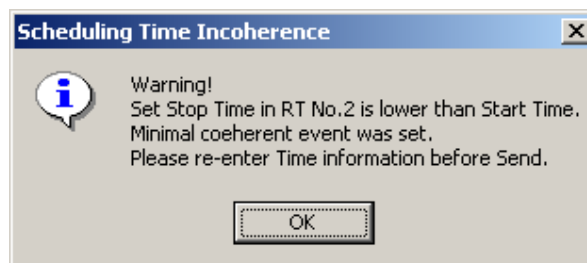 Scheduling Time Incoherence
Warning!
Set Stop Time in RT No.2 is lower than Start Time.
Minimal coeherent event was set.
Please re-enter Time information before Send.
OK